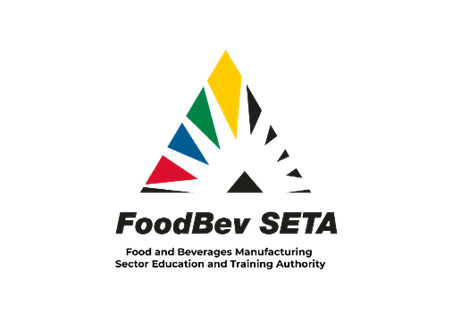 FoodBev SETA
Food and Beverages Manufacturing
Sector Education and Training Authority